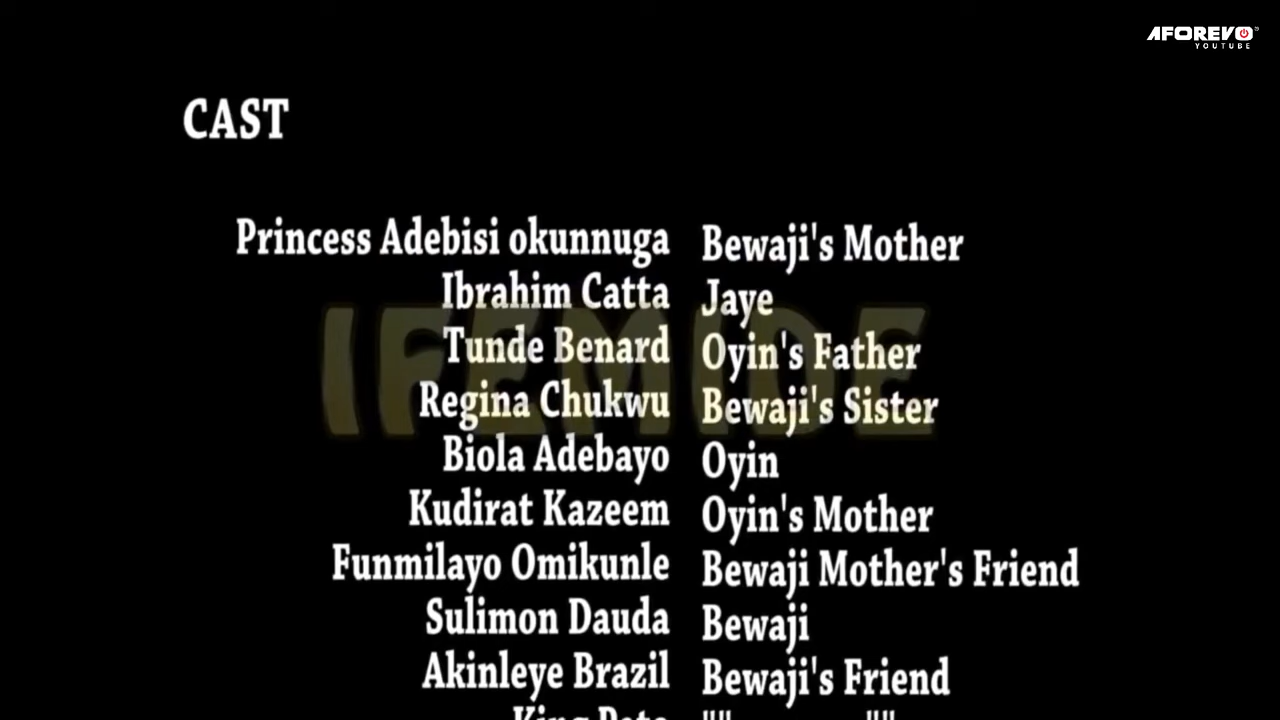 AFOREVO
YOUTUBE
CAST
Princess Adebisi okunnuga Bewaji's Mother
Ibrahim Catta Jaye
IFEMIDE
Tunde Benard Oyin's Father
Regina Chukwu Bewaji's Sister
Biola Adebayo Oyin
Kudirat Kazeem Oyin's Mother
Funmilayo Omikunle Bewaji Mother's Friend
Sulimon Dauda Bewaji
Akinleye Brazil Bewaji's Friend
King "" ""